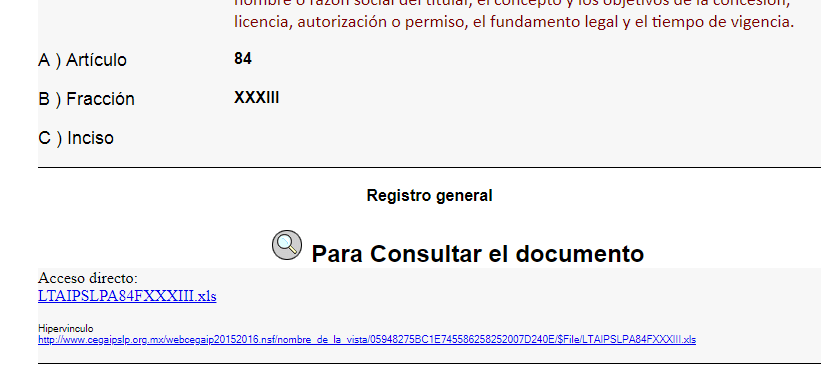 nombre o razón social del titular, el concepto y los objetivos de la concesión,
licencia, autorización o permiso, el fundamento legal y el tiempo de vigencia.
A ) Artículo 84
B ) Fracción XXXIII
C ) Inciso
Registro general
Para Consultar el documento
Acceso directo:
LTAIPSLPA84FXXXIII.xls
Hipervinculo
http://www.cegaipslp.org.mx/webcegaip20152016.nsf/nombre_de_la_vista/05948275BC1E745586258252007D240E/$File/LTAIPSLPA84FXXXIII.xls